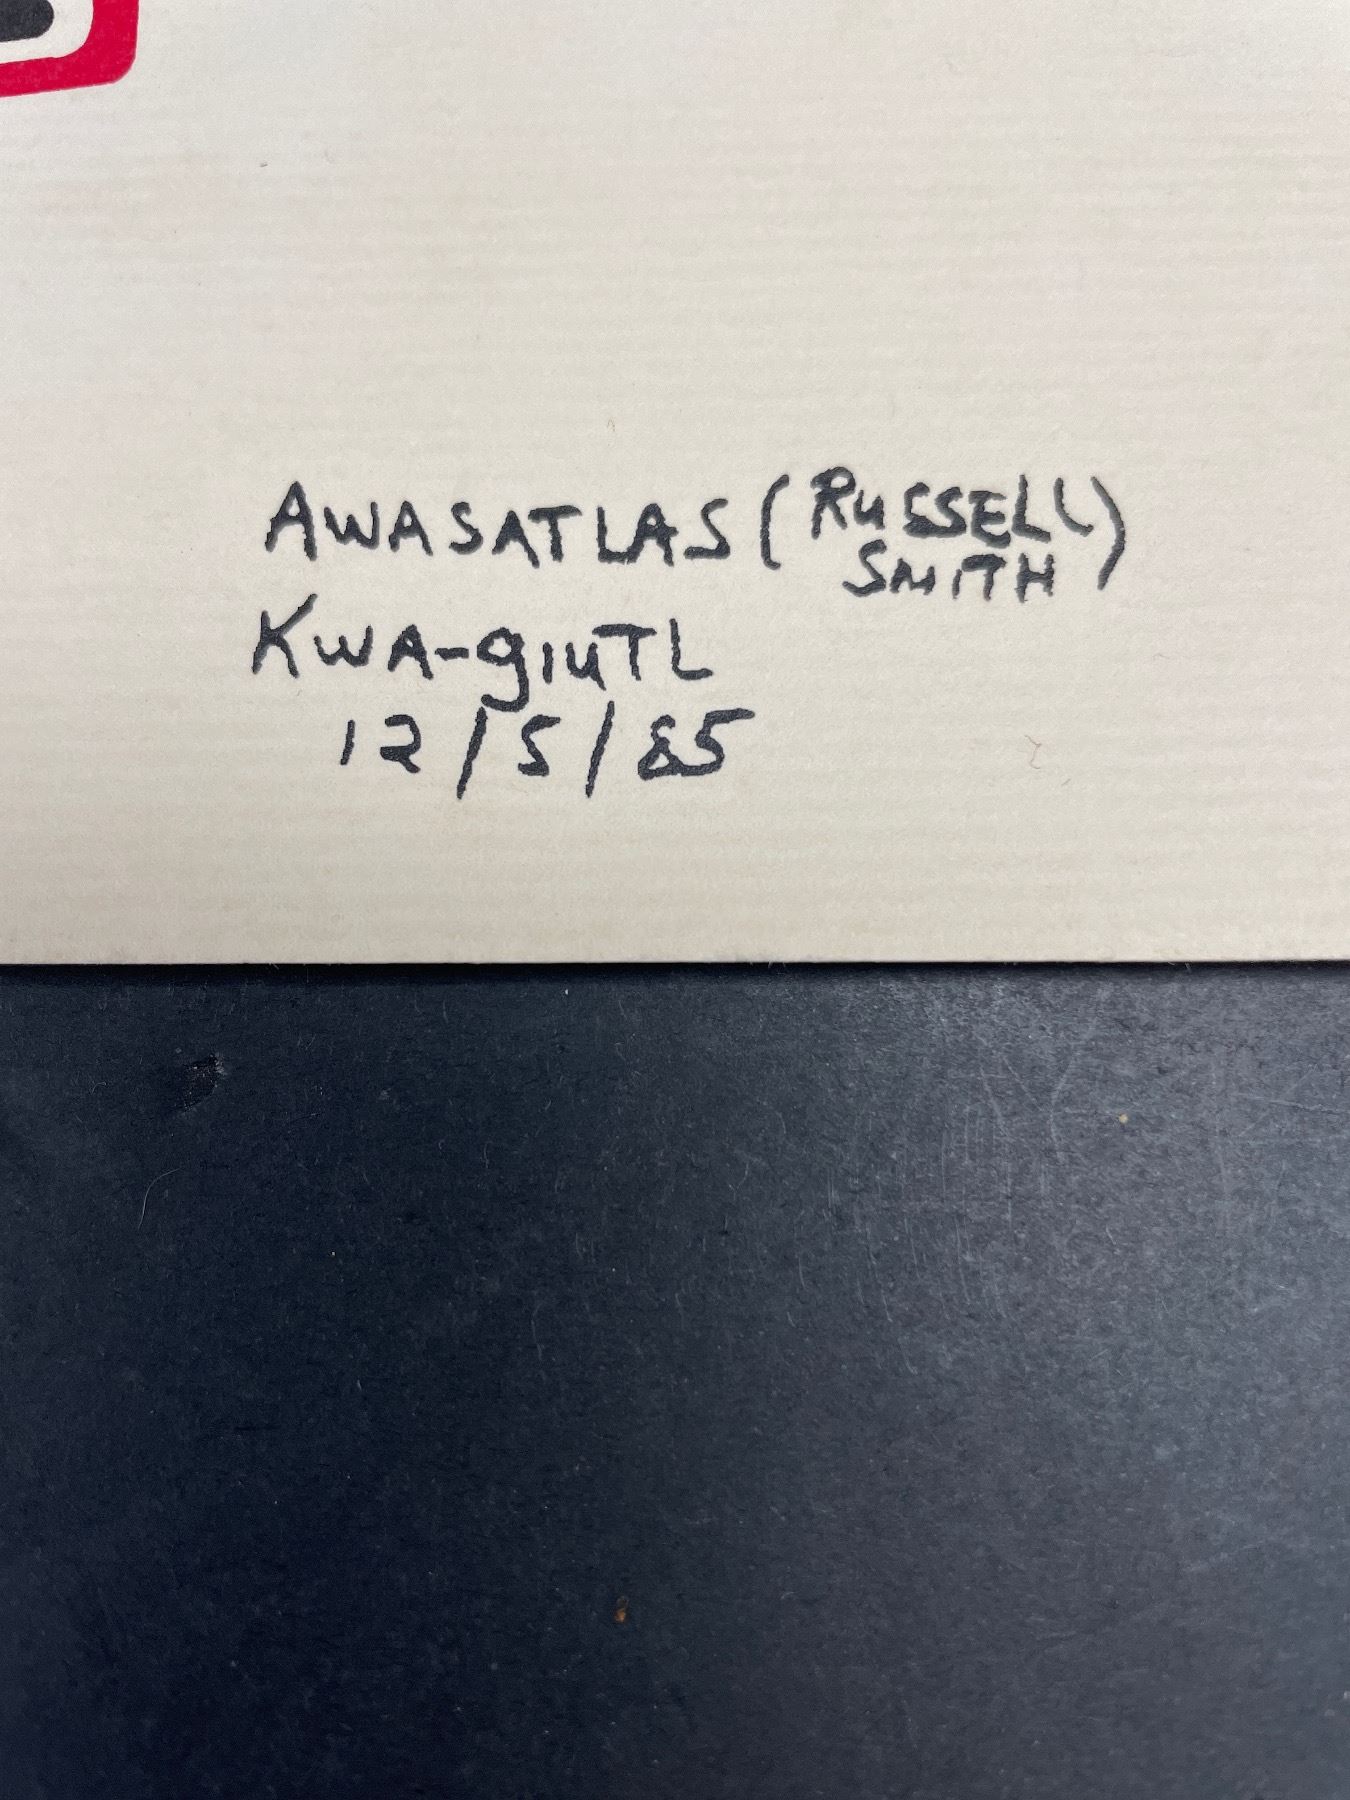 AWASATLAS (RUSSELL SMITH)
KWA-giuTL
12/5/85